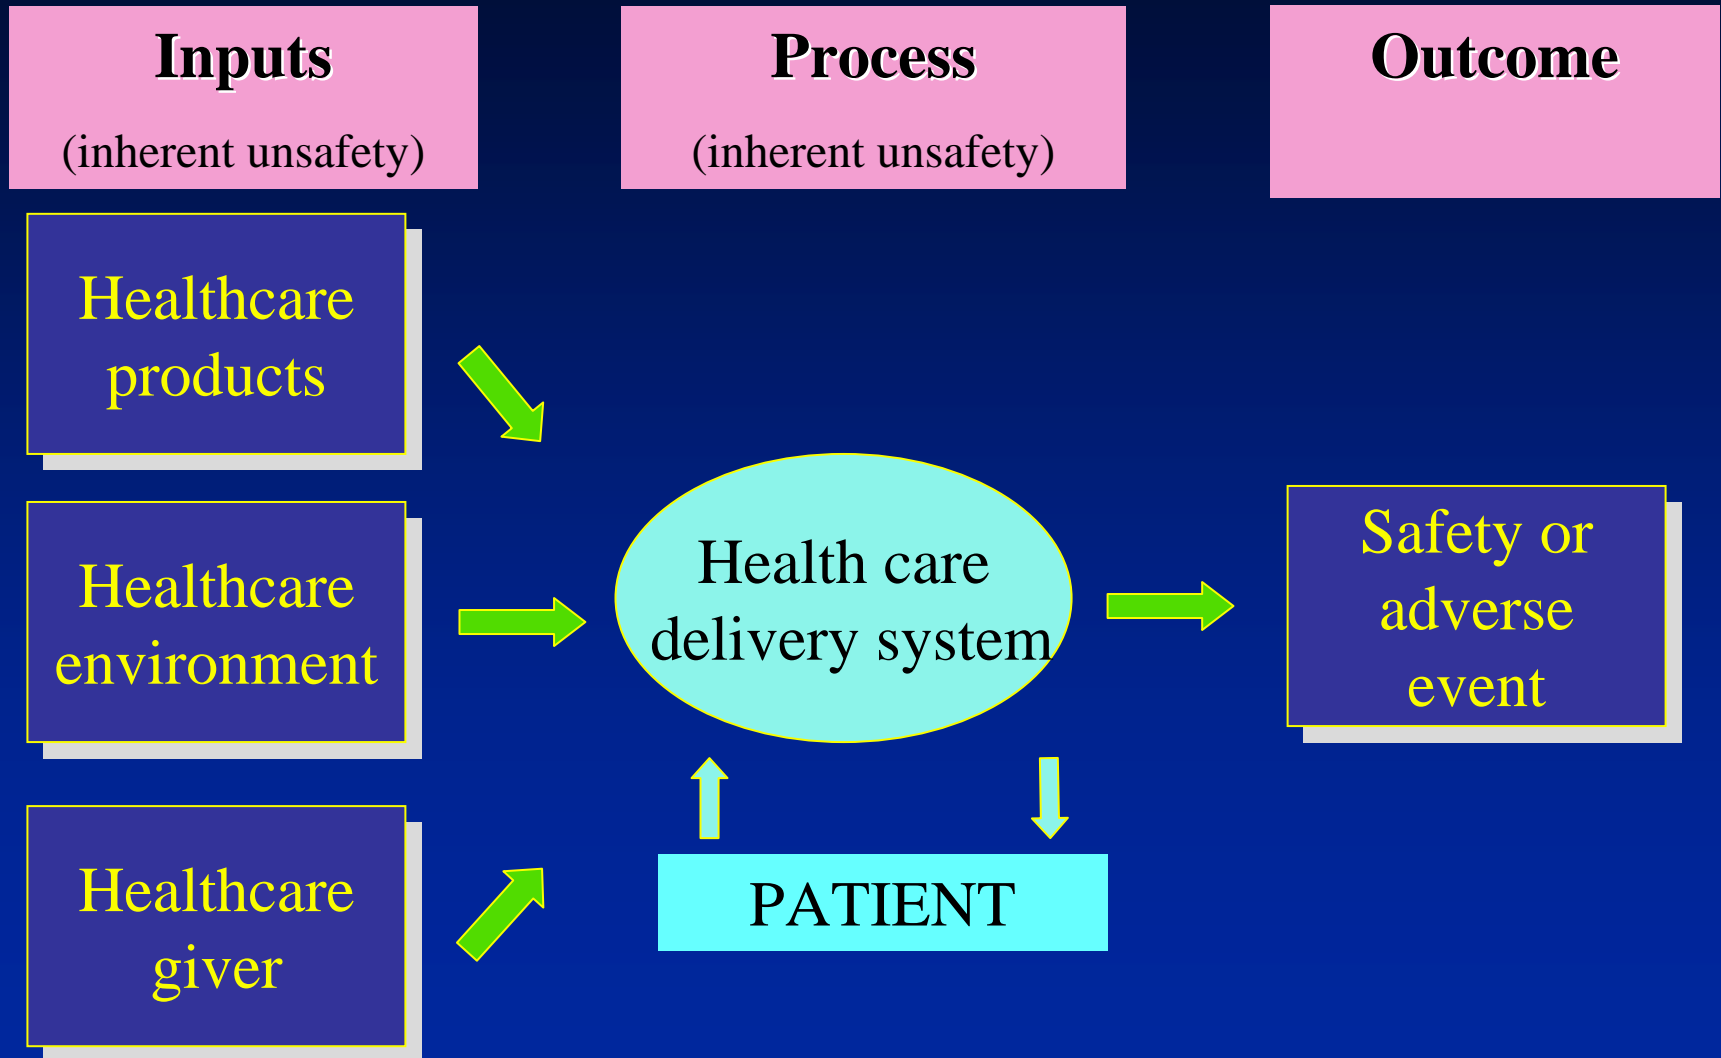 Inputs
(inherent unsafety)
Process
(inherent unsafety)
Outcome
Healthcare
products
Healthcare
environment
Healthcare
giver
Health care
delivery system
PATIENT
Safety or
adverse
event